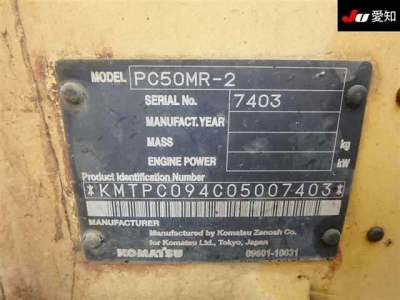 Ju 愛知
MODEL PC50MR-2
SERIAL No. 7403
MANUFACT.YEAR
MASS kg
ENGINE POWER kW
Product Identification Number
*KMTPC094C05007403*
MANUFACTURER
Manufactured by Komatsu Zenoah Co.
for Komatsu Ltd., Tokyo, Japan
KOMATSU 09601-10031